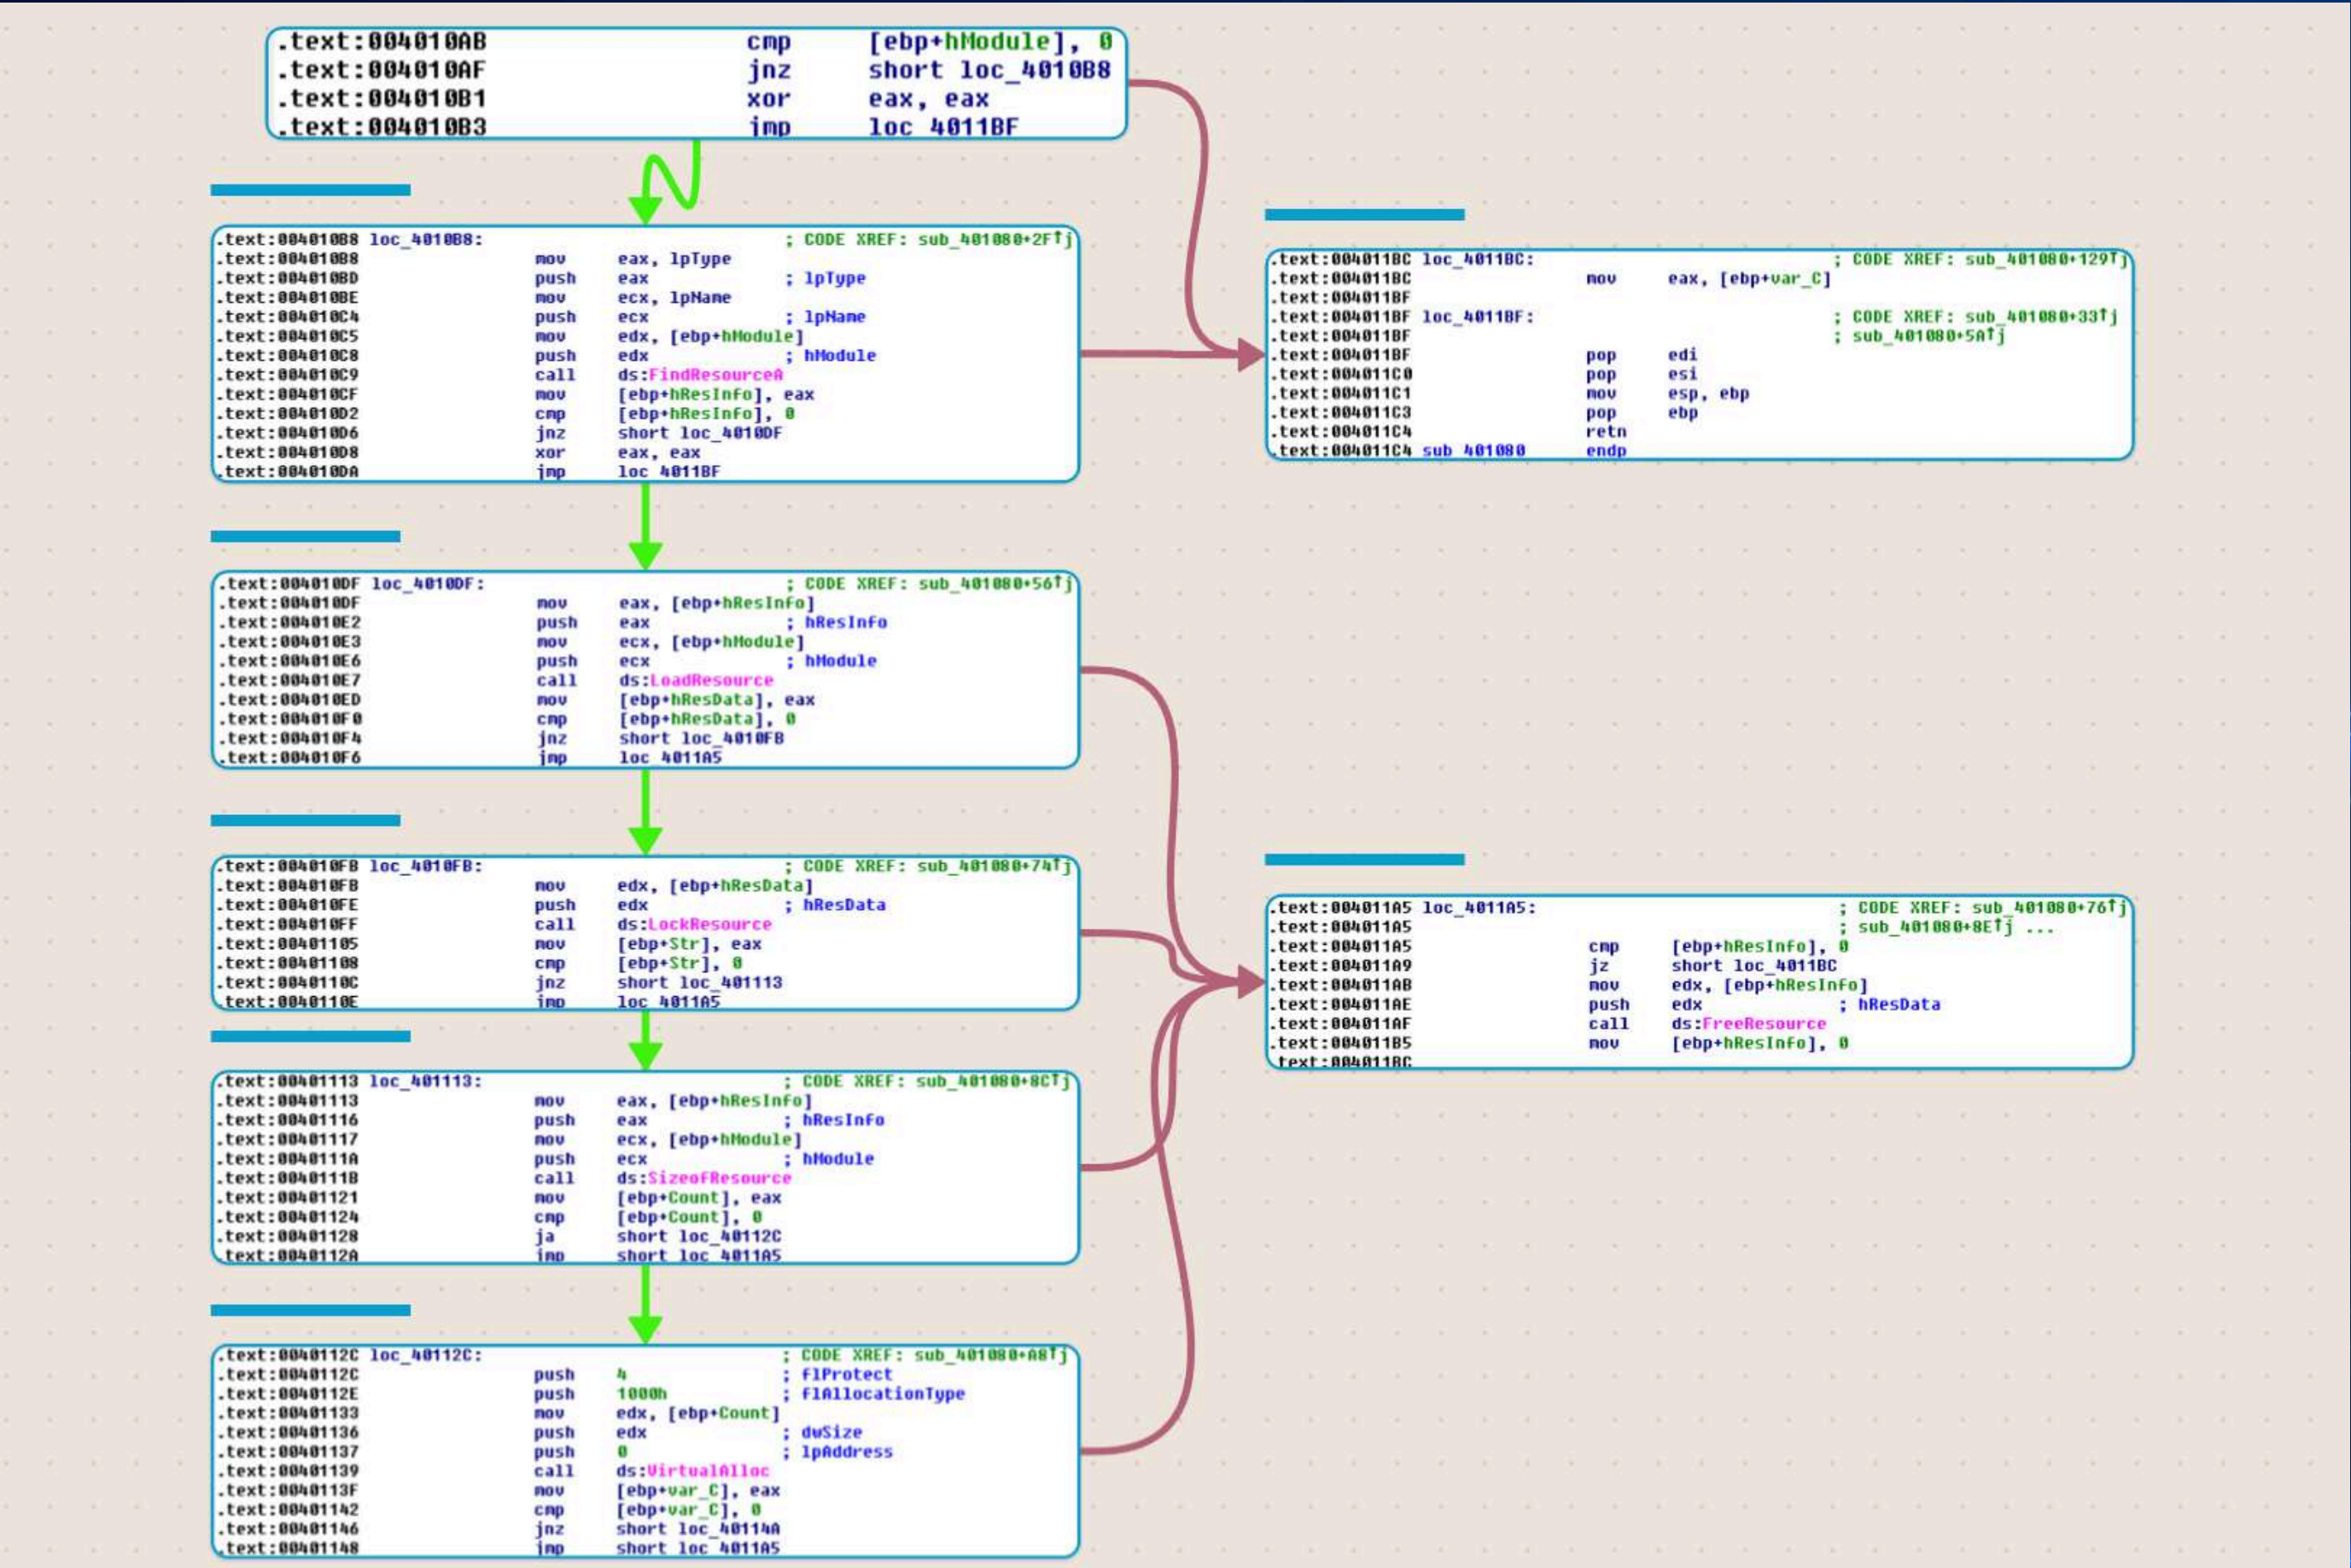 .text:004010AB cmp [ebp+hModule], 0
.text:004010AF jnz short loc_4010B8
.text:004010B1 xor eax, eax
.text:004010B3 jmp loc_4011BF
.text:004010B8 loc_4010B8: ; CODE XREF: sub_401080+2F↑j
.text:004010B8 mov eax, lpType
.text:004010BD push eax ; lpType
.text:004010BE mov ecx, lpName
.text:004010C4 push ecx ; lpName
.text:004010C5 mov edx, [ebp+hModule]
.text:004010C8 push edx ; hModule
.text:004010C9 call ds:FindResourceA
.text:004010CF mov [ebp+hResInfo], eax
.text:004010D2 cmp [ebp+hResInfo], 0
.text:004010D6 jnz short loc_4010DF
.text:004010D8 xor eax, eax
.text:004010DA jmp loc_4011BF
.text:004011BC loc_4011BC: ; CODE XREF: sub_401080+129↑j
.text:004011BC mov eax, [ebp+var_C]
.text:004011BF
.text:004011BF loc_4011BF: ; CODE XREF: sub_401080+33↑j
.text:004011BF ; sub_401080+5A↑j
.text:004011BF pop edi
.text:004011C0 pop esi
.text:004011C1 mov esp, ebp
.text:004011C3 pop ebp
.text:004011C4 retn
.text:004011C4 sub_401080 endp
.text:004010DF loc_4010DF: ; CODE XREF: sub_401080+56↑j
.text:004010DF mov eax, [ebp+hResInfo]
.text:004010E2 push eax ; hResInfo
.text:004010E3 mov ecx, [ebp+hModule]
.text:004010E6 push ecx ; hModule
.text:004010E7 call ds:LoadResource
.text:004010ED mov [ebp+hResData], eax
.text:004010F0 cmp [ebp+hResData], 0
.text:004010F4 jnz short loc_4010FB
.text:004010F6 jmp loc_4011A5
.text:004010FB loc_4010FB: ; CODE XREF: sub_401080+74↑j
.text:004010FB mov edx, [ebp+hResData]
.text:004010FE push edx ; hResData
.text:004010FF call ds:LockResource
.text:00401105 mov [ebp+Str], eax
.text:00401108 cmp [ebp+Str], 0
.text:0040110C jnz short loc_401113
.text:0040110E jmp loc_4011A5
.text:004011A5 loc_4011A5: ; CODE XREF: sub_401080+76↑j
.text:004011A5 ; sub_401080+8E↑j ...
.text:004011A5 cmp [ebp+hResInfo], 0
.text:004011A9 jz short loc_4011BC
.text:004011AB mov edx, [ebp+hResInfo]
.text:004011AE push edx ; hResData
.text:004011AF call ds:FreeResource
.text:004011B5 mov [ebp+hResInfo], 0
.text:004011BC
.text:00401113 loc_401113: ; CODE XREF: sub_401080+8C↑j
.text:00401113 mov eax, [ebp+hResInfo]
.text:00401116 push eax ; hResInfo
.text:00401117 mov ecx, [ebp+hModule]
.text:0040111A push ecx ; hModule
.text:0040111B call ds:SizeofResource
.text:00401121 mov [ebp+Count], eax
.text:00401124 cmp [ebp+Count], 0
.text:00401128 ja short loc_40112C
.text:0040112A jmp short loc_4011A5
.text:0040112C loc_40112C: ; CODE XREF: sub_401080+A8↑j
.text:0040112C push 4 ; flProtect
.text:0040112E push 1000h ; flAllocationType
.text:00401133 mov edx, [ebp+Count]
.text:00401136 push edx ; dwSize
.text:00401137 push 0 ; lpAddress
.text:00401139 call ds:VirtualAlloc
.text:0040113F mov [ebp+var_C], eax
.text:00401142 cmp [ebp+var_C], 0
.text:00401146 jnz short loc_40114A
.text:00401148 jmp short loc_4011A5